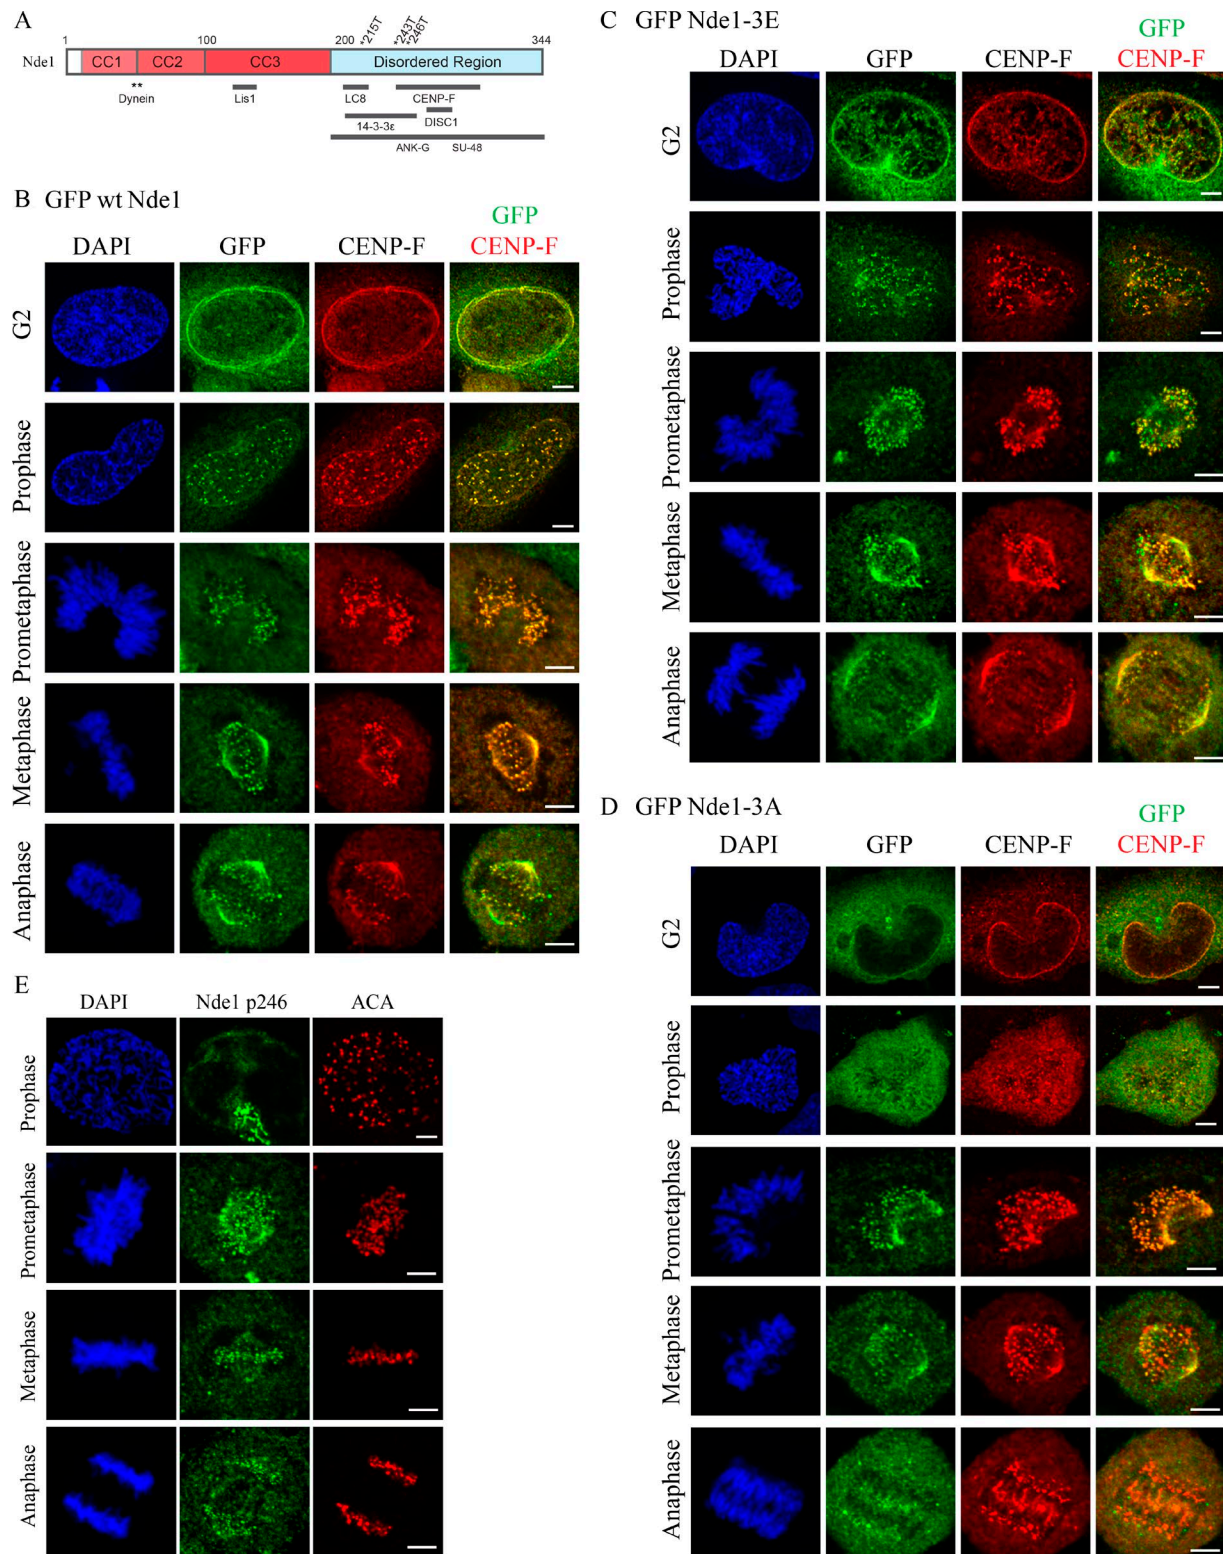 A
1
100
200
*215T
*243T
*246T
344
Nde1
CC1
CC2
CC3
Disordered Region
**
Dynein
Lis1
LC8
CENP-F
14-3-3ε
DISC1
ANK-G
SU-48
B GFP wt Nde1
GFP
DAPI GFP CENP-F CENP-F
G2
Prophase
Prometaphase
Metaphase
Anaphase
C GFP Nde1-3E
GFP
DAPI GFP CENP-F CENP-F
G2
Prophase
Prometaphase
Metaphase
Anaphase
D GFP Nde1-3A
GFP
DAPI GFP CENP-F CENP-F
G2
Prophase
Prometaphase
Metaphase
Anaphase
E
DAPI Nde1 p246 ACA
Prophase
Prometaphase
Metaphase
Anaphase